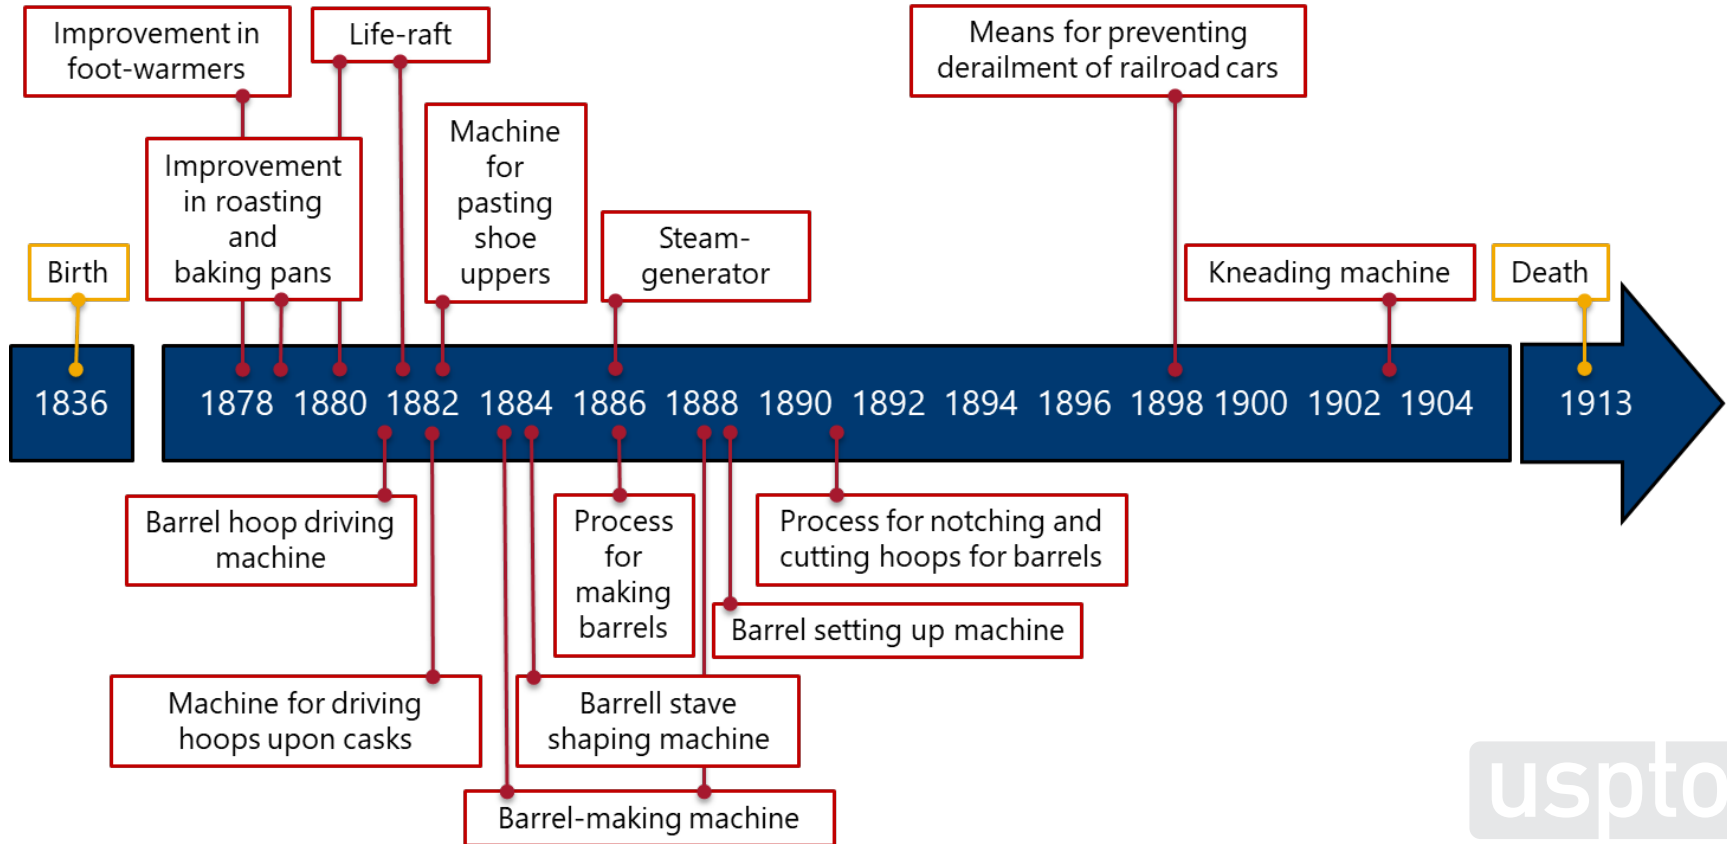 Improvement in
foot-warmers
Life-raft
Means for preventing
derailment of railroad cars
Machine
for
pasting
shoe
uppers
Improvement
in roasting
and
baking pans
Steam-
generator
Birth
Kneading machine
Death
1836 1878 1880 1882 1884 1886 1888 1890 1892 1894 1896 1898 1900 1902 1904 1913
Barrel hoop driving
machine
Process
for
making
barrels
Process for notching and
cutting hoops for barrels
Barrel setting up machine
Machine for driving
hoops upon casks
Barrell stave
shaping machine
Barrel-making machine
uspto